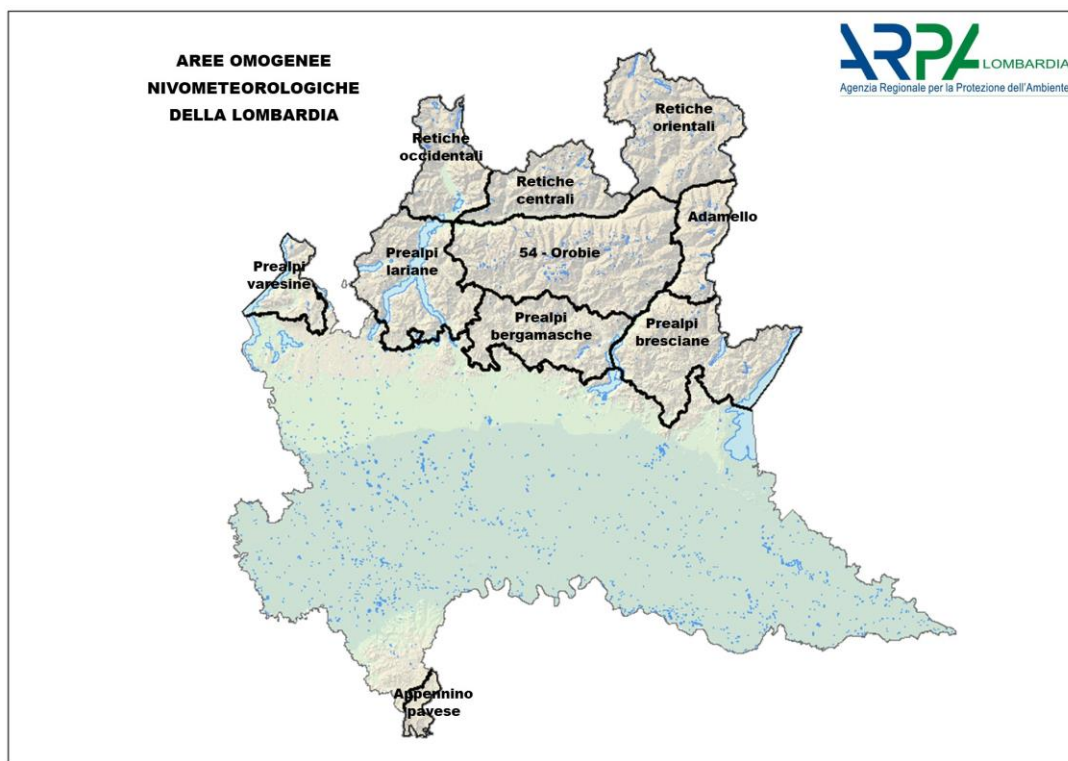 AREE OMOGENEE
NIVOMETEOROLOGICHE
DELLA LOMBARDIA
ARPA LOMBARDIA
Agenzia Regionale per la Protezione dell'Ambiente
Retiche
orientali
Retiche
occidentali
Retiche
centrali
Adamello
Prealpi
lariane
54 - Orobie
Prealpi
varesine
Prealpi
bergamasche
Prealpi
bresciane
Appennino
pavese